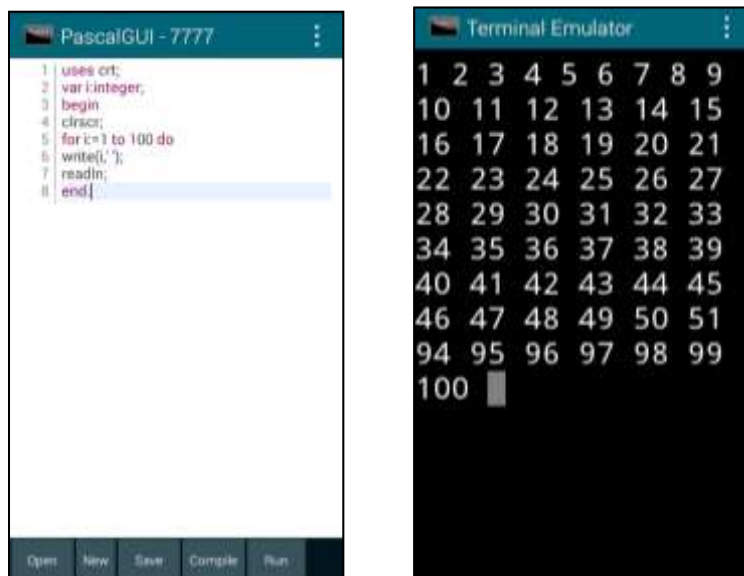 PascalGUI - 7777
1 uses crt;
2 var i:integer;
3 begin
4 clrscr;
5 for i:=1 to 100 do
6 write(i,' ');
7 readln;
8 end.
Open New Save Compile Run
Terminal Emulator
1 2 3 4 5 6 7 8 9
10 11 12 13 14 15
16 17 18 19 20 21
22 23 24 25 26 27
28 29 30 31 32 33
34 35 36 37 38 39
40 41 42 43 44 45
46 47 48 49 50 51
94 95 96 97 98 99
100